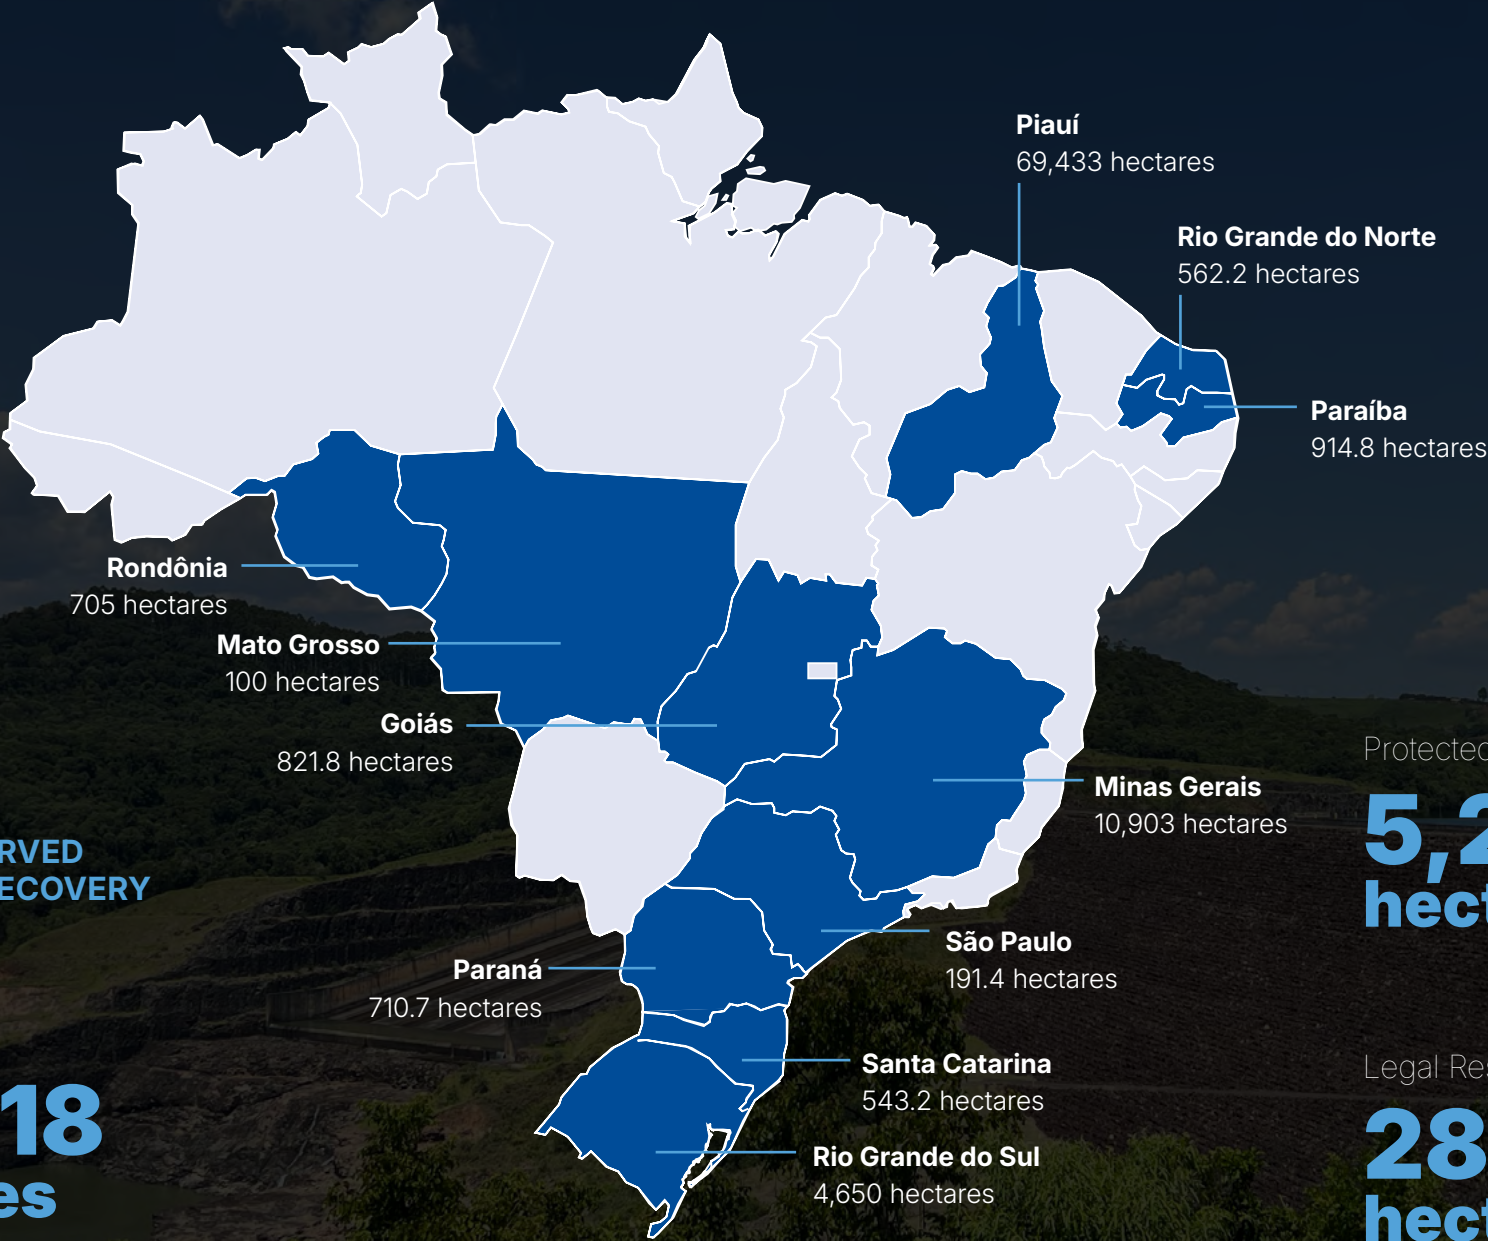 Piauí
69,433 hectares
Rio Grande do Norte
562.2 hectares
Paraíba
914.8 hectares
Rondônia
705 hectares
Mato Grosso
100 hectares
Goiás
821.8 hectares
Minas Gerais
10,903 hectares
São Paulo
191.4 hectares
Paraná
710.7 hectares
Santa Catarina
543.2 hectares
Rio Grande do Sul
4,650 hectares
RVED
ECOVERY
18
es
Protected
5,2
hect
Legal Res
28
hect